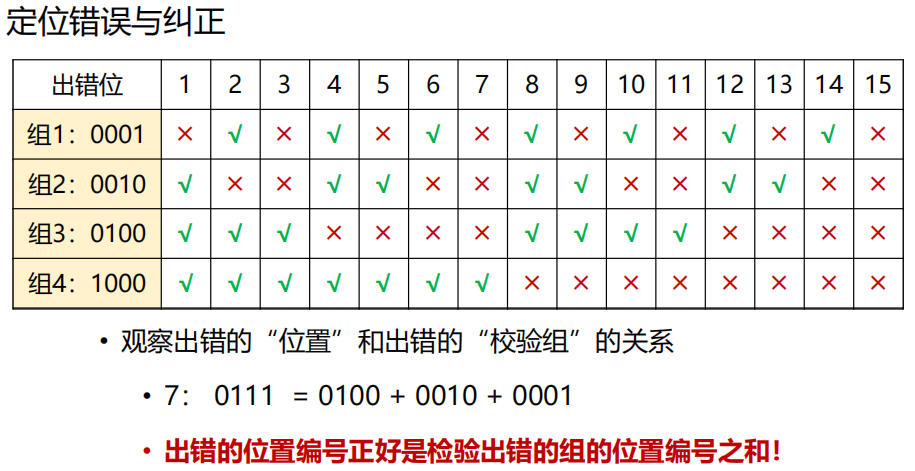 定位错误与纠正
出错位 1 2 3 4 5 6 7 8 9 10 11 12 13 14 15
组1：0001 × √ × √ × √ × √ × √ × √ × √ ×
组2：0010 √ × × √ √ × × √ √ × × √ √ × ×
组3：0100 √ √ √ × × × × √ √ √ √ × × × ×
组4：1000 √ √ √ √ √ √ √ × × × × × × × ×
• 观察出错的“位置”和出错的“校验组”的关系
• 7： 0111 = 0100 + 0010 + 0001
• 出错的位置编号正好是检验出错的组的位置编号之和！